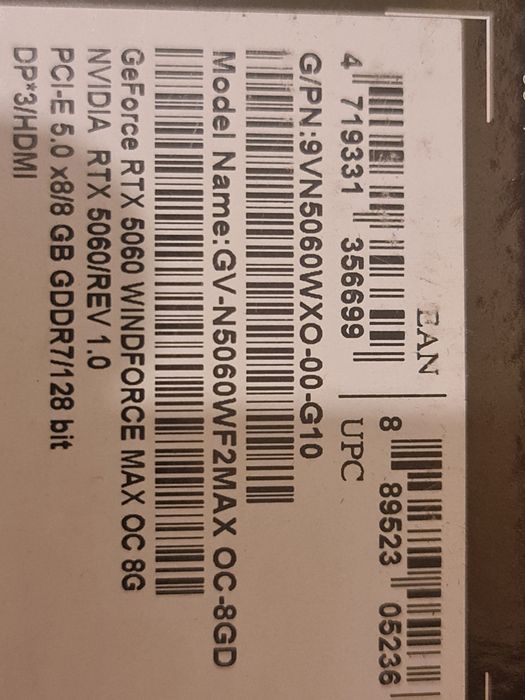 EAN
4 719331 356699
UPC
8 89523 05236
G/PN:9VN5060WXO-00-G10
Model Name:GV-N5060WF2MAX OC-8GD
GeForce RTX 5060 WINDFORCE MAX OC 8G
NVIDIA RTX 5060/REV 1.0
PCI-E 5.0 x8/8 GB GDDR7/128 bit
DP*3/HDMI